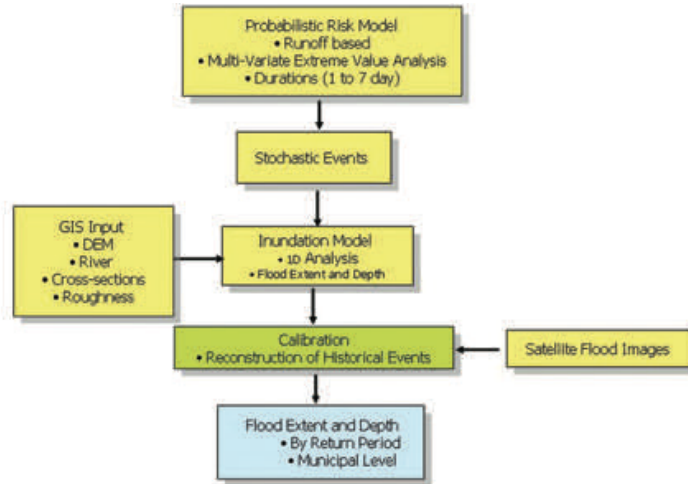 Probabilistic Risk Model
• Runoff based
• Multi-Variate Extreme Value Analysis
• Durations (1 to 7 day)
Stochastic Events
GIS Input
• DEM
• River
• Cross-sections
• Roughness
Inundation Model
• 1D Analysis
• Flood Extent and Depth
Calibration
• Reconstruction of Historical Events
Satellite Flood Images
Flood Extent and Depth
• By Return Period
• Municipal Level